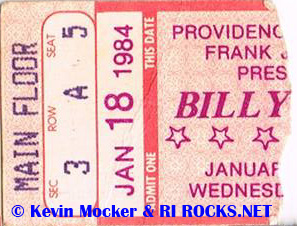 MAIN FLOOR
SEC ROW SEAT
3 A 5
JAN 18 1984
ADMIT ONE THIS DATE
PROVIDENC
FRANK J
PRES
BILLY
JANUAR
WEDNESDA
© Kevin Mocker & RI ROCKS.NET